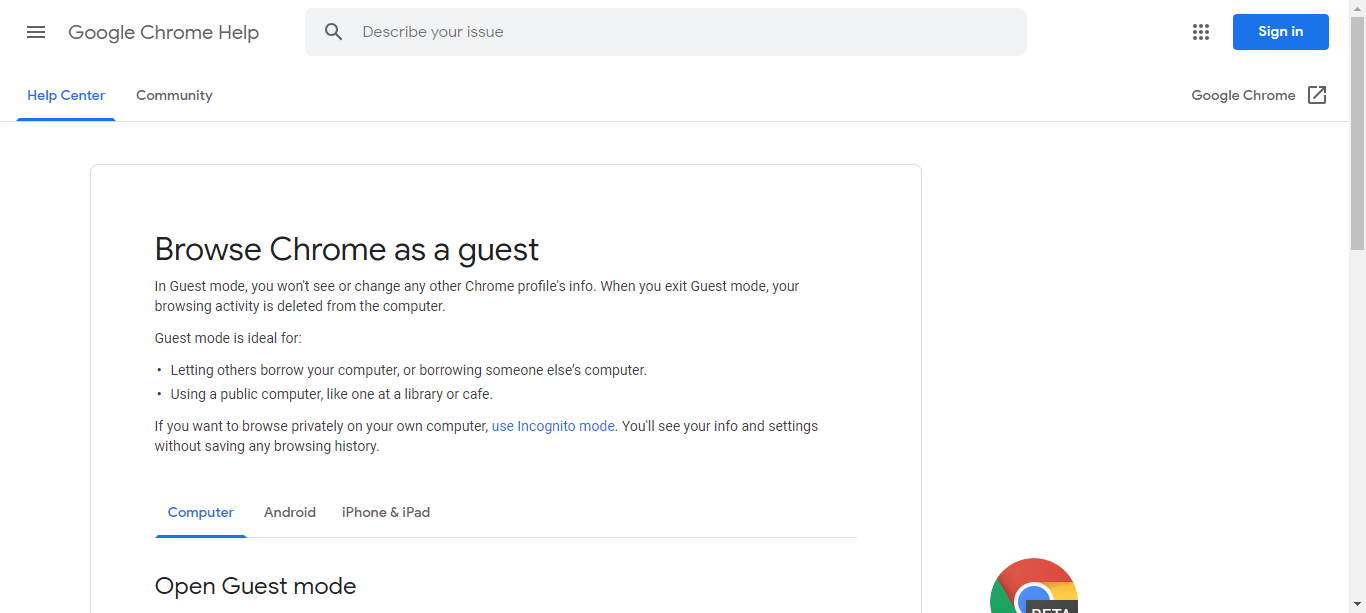 Google Chrome Help
Describe your issue
Sign in
Help Center
Community
Google Chrome
Browse Chrome as a guest
In Guest mode, you won't see or change any other Chrome profile's info. When you exit Guest mode, your
browsing activity is deleted from the computer.
Guest mode is ideal for:
• Letting others borrow your computer, or borrowing someone else’s computer.
• Using a public computer, like one at a library or cafe.
If you want to browse privately on your own computer, use Incognito mode. You'll see your info and settings
without saving any browsing history.
Computer
Android
iPhone & iPad
Open Guest mode
BETA